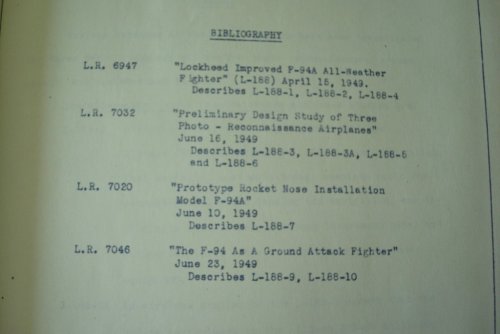 BIBLIOGRAPHY
L.R. 6947 "Lockheed Improved F-94A All-Weather
Fighter" (L-188) April 15, 1949.
Describes L-188-1, L-188-2, L-188-4
L.R. 7032 "Preliminary Design Study of Three
Photo - Reconnaissance Airplanes"
June 16, 1949
Describes L-188-3, L-188-3A, L-188-5
and L-188-6
L.R. 7020 "Prototype Rocket Nose Installation
Model F-94A"
June 10, 1949
Describes L-188-7
L.R. 7046 "The F-94 As A Ground Attack Fighter"
June 23, 1949
Describes L-188-9, L-188-10